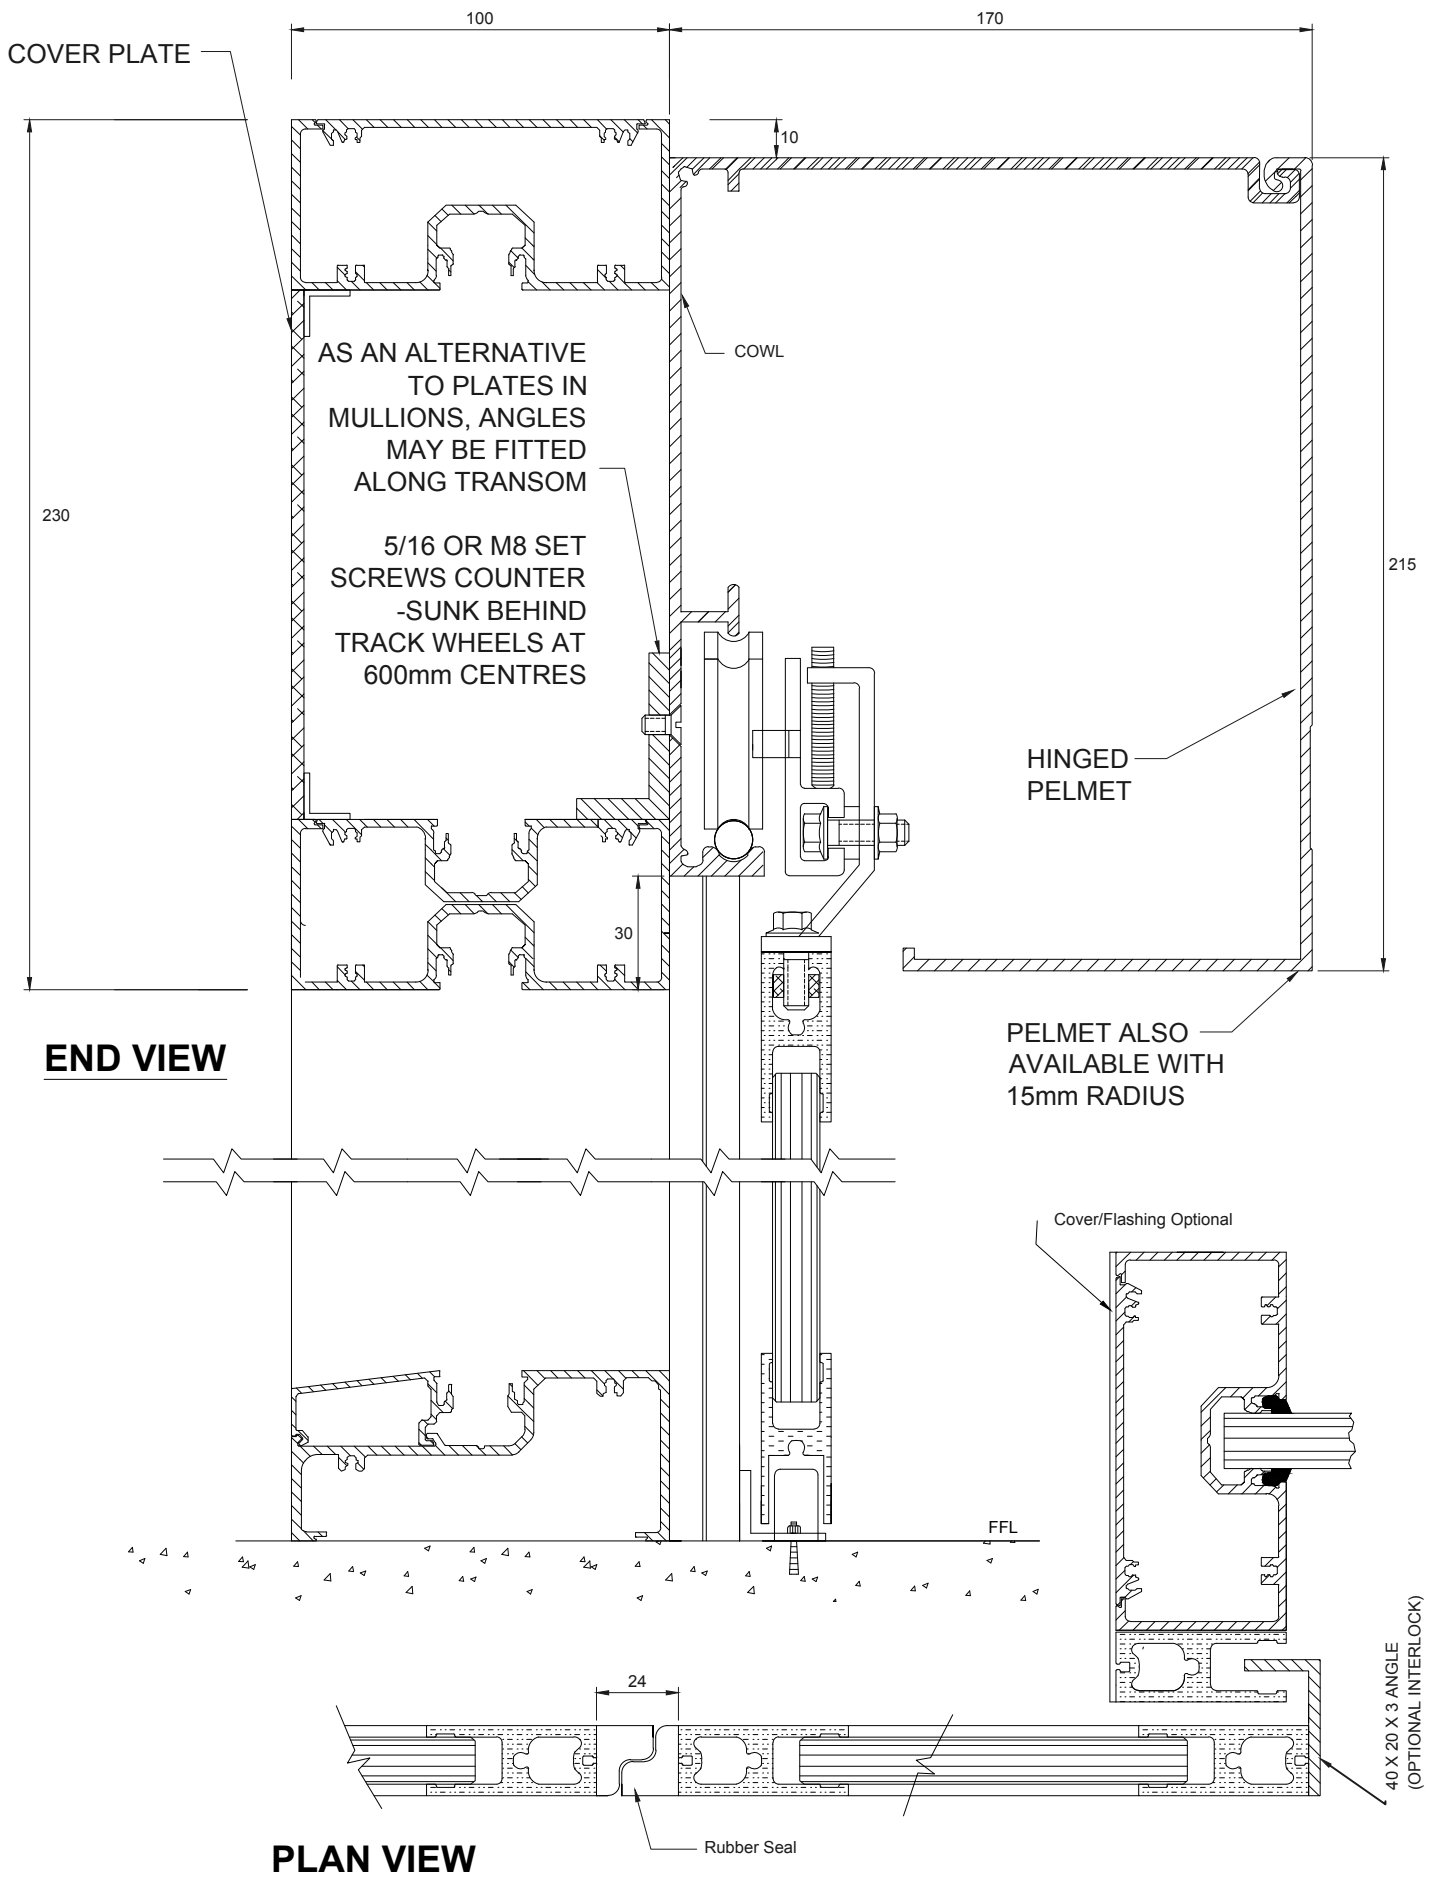 100
170
COVER PLATE
10
COWL
AS AN ALTERNATIVE
TO PLATES IN
MULLIONS, ANGLES
MAY BE FITTED
ALONG TRANSOM
230
5/16 OR M8 SET
SCREWS COUNTER
-SUNK BEHIND
TRACK WHEELS AT
600mm CENTRES
215
HINGED
PELMET
30
END VIEW
PELMET ALSO
AVAILABLE WITH
15mm RADIUS
Cover/Flashing Optional
FFL
40 X 20 X 3 ANGLE
(OPTIONAL INTERLOCK)
24
Rubber Seal
PLAN VIEW